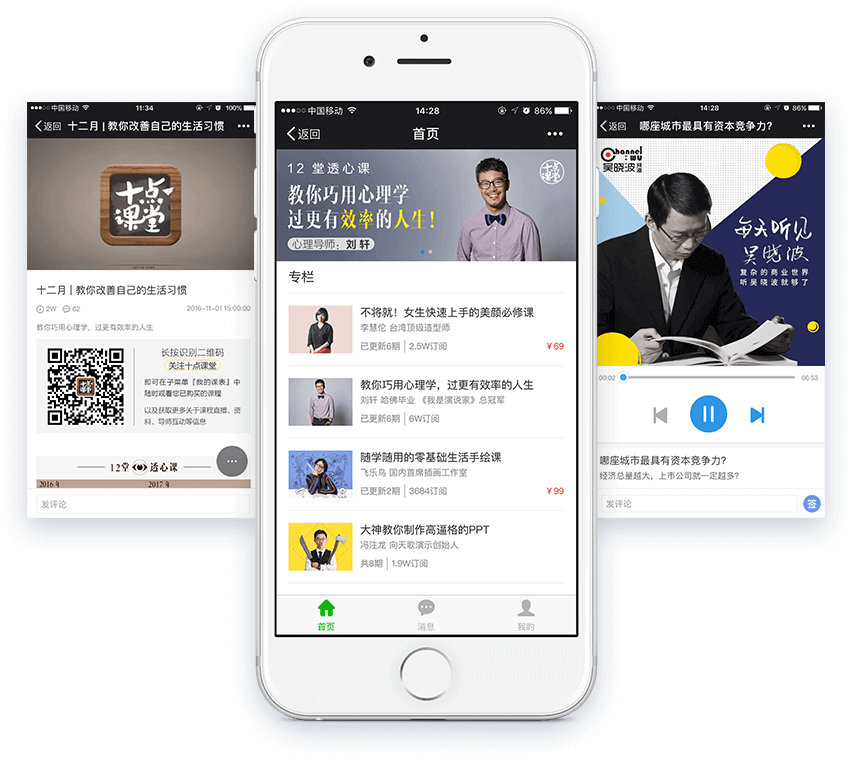 中国移动
11:34
100%
返回
十二月 | 教你改善自己的生活习惯
十点
课堂
十二月 | 教你改善自己的生活习惯
2W
62
2016-11-01 15:00:00
教你巧用心理学，过更有效率的人生
长按识别二维码
关注十点课堂
即可在子菜单『我的课表』中
随时观看您已购买的课程
以及获取更多关于课程直播、资
料、导师互动等信息
12堂 透心课
2016年
2017年
发评论
中国移动
14:28
86%
返回
首页
12 堂透心课
教你巧用心理学
过更有效率的人生!
心理导师：刘 轩
十点课堂
专栏
不将就！女生快速上手的美颜必修课
李慧伦 台湾顶级造型师
已更新6期 | 2.5W订阅
¥ 69
教你巧用心理学，过更有效率的人生
刘轩 哈佛毕业 《我是演说家》总冠军
已更新6期 | 6W订阅
随学随用的零基础生活手绘课
飞乐鸟 国内首席插画工作室
已更新2期 | 3684订阅
¥ 99
大神教你制作高逼格的PPT
冯注龙 向天歌演示创始人
共8期 | 1.9W订阅
首页
消息
我的
中国移动
14:28
86%
返回
哪座城市最具有资本竞争力？
Channel
:wu
吴晓波频道
每天听见
吴晓波
复杂的商业世界
听吴晓波就够了
00:02
06:53
哪座城市最具有资本竞争力？
经济总量越大，上市公司就一定越多？
发评论
签